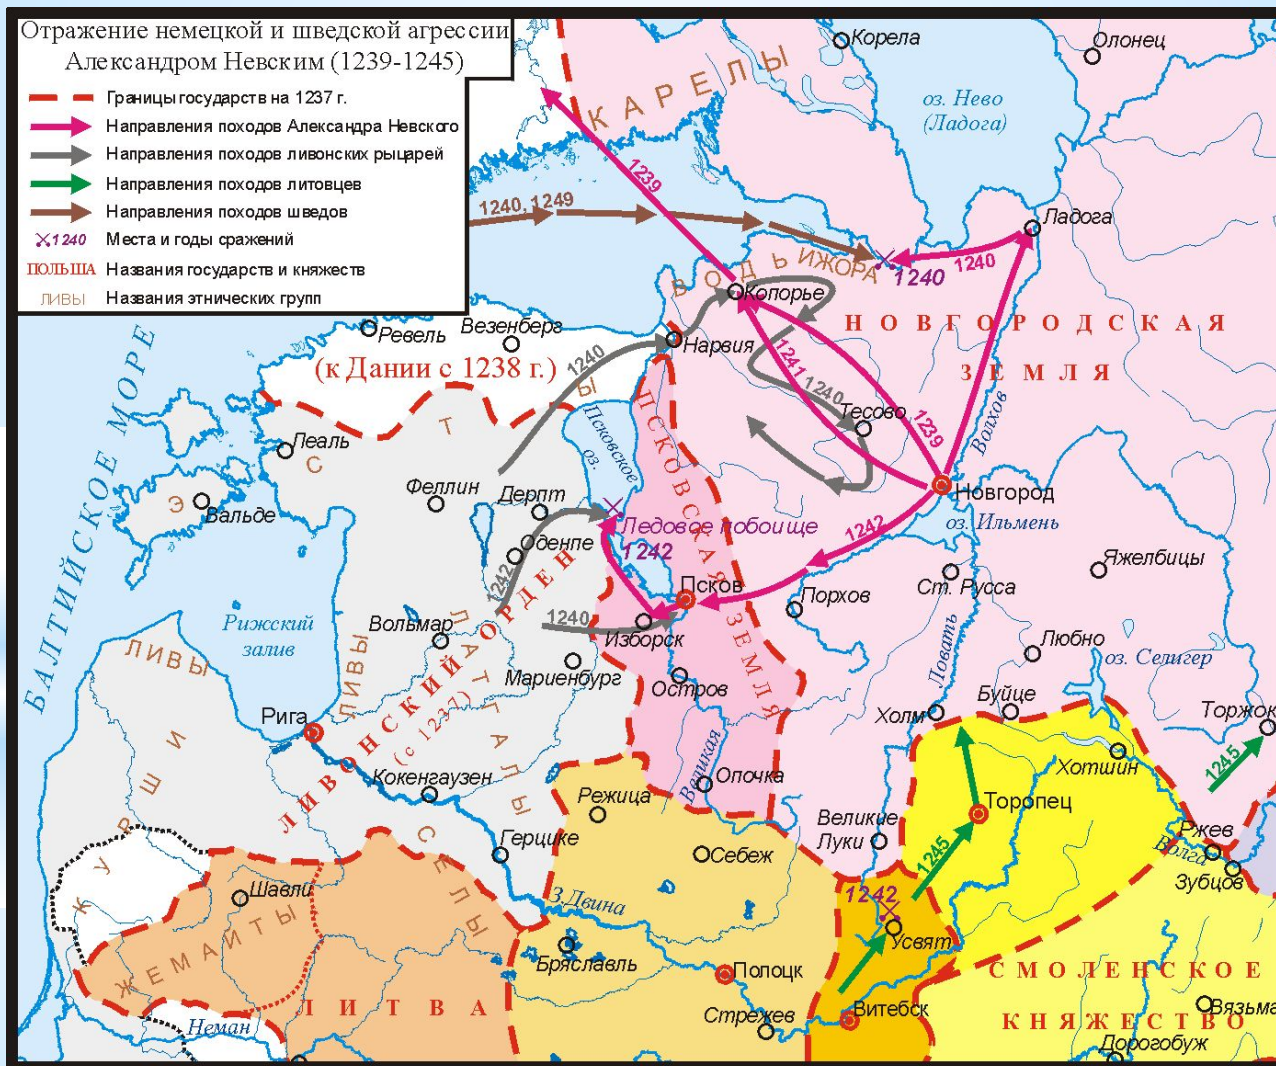 Отражение немецкой и шведской агрессии
Александром Невским (1239-1245)
Границы государств на 1237 г.
Направления походов Александра Невского
Направления походов ливонских рыцарей
Направления походов литовцев
Направления походов шведов
1240 Места и годы сражений
ПОЛЬША Названия государств и княжеств
ЛИВЫ Названия этнических групп
Корела
Олонец
КАРЕЛЫ
оз. Нево
(Ладога)
1239
1240, 1249
Ладога
1240
1240
ВОДЬ
ИЖОРА
Копорье
НОВГОРОДСКАЯ
ЗЕМЛЯ
БАЛТИЙСКОЕ МОРЕ
Ревель
Везенберг
Нарвия
(к Дании с 1238 г.)
1240
1241
1240
Тесово
1239
Волхов
ЭСТЫ
Псковское
оз.
ПСКОВСКАЯ ЗЕМЛЯ
Леаль
Вальде
Феллин
Дерпт
Оденпе
Новгород
оз. Ильмень
Ледовое побоище
1242
1242
1242
Яжелбицы
Ст. Русса
Псков
Порхов
Изборск
1240
Рижский
залив
Вольмар
ЛИВЫ
ЛИВЫ
ЛАТГАЛЫ
Мариенбург
Остров
Ловать
Любно
оз. Селигер
Рига
ЛИВОНСКИЙ ОРДЕН
(с 1237)
Холм
Буйце
Торжок
КУРШИ
Кокенгаузен
Великая
Опочка
Хотшин
1245
Режица
Торопец
Великие
Луки
Ржев
Волга
Зубцов
Герцике
СЕЛЫ
Себеж
1245
Шавли
1242
З.Двина
Усвят
ЖЕМАЙТЫ
Бряславль
Полоцк
СМОЛЕНСКОЕ
КНЯЖЕСТВО
Вязьма
ЛИТВА
Неман
Стрежев
Витебск
Дорогобуж